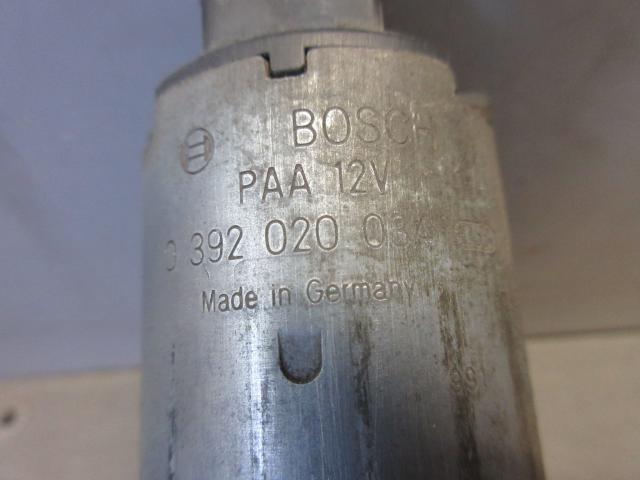 BOSCH
PAA 12V
0 392 020 034
Made in Germany